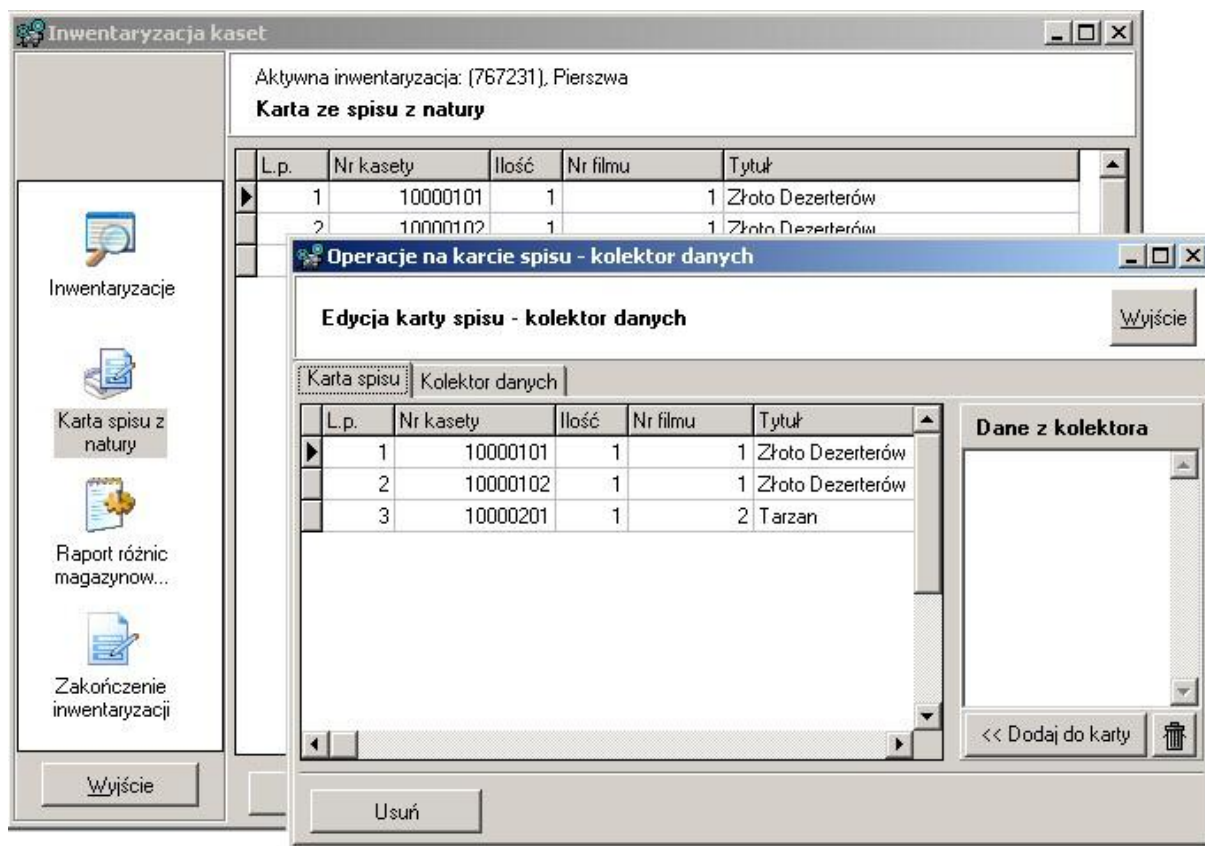 Inwentaryzacja kaset
Aktywna inwentaryzacja: (767231), Pierszwa
Karta ze spisu z natury
L.p. Nr kasety Ilość Nr filmu Tytuł
1 10000101 1 1 Złoto Dezerterów
2 10000102 1 1 Złoto Dezerterów
Inwentaryzacje
Karta spisu z
natury
Raport różnic
magazynow...
Zakończenie
inwentaryzacji
Wyjście
Operacje na karcie spisu - kolektor danych
Edycja karty spisu - kolektor danych
Wyjście
Karta spisu Kolektor danych
L.p. Nr kasety Ilość Nr filmu Tytuł
1 10000101 1 1 Złoto Dezerterów
2 10000102 1 1 Złoto Dezerterów
3 10000201 1 2 Tarzan
Dane z kolektora
<< Dodaj do karty
Usuń